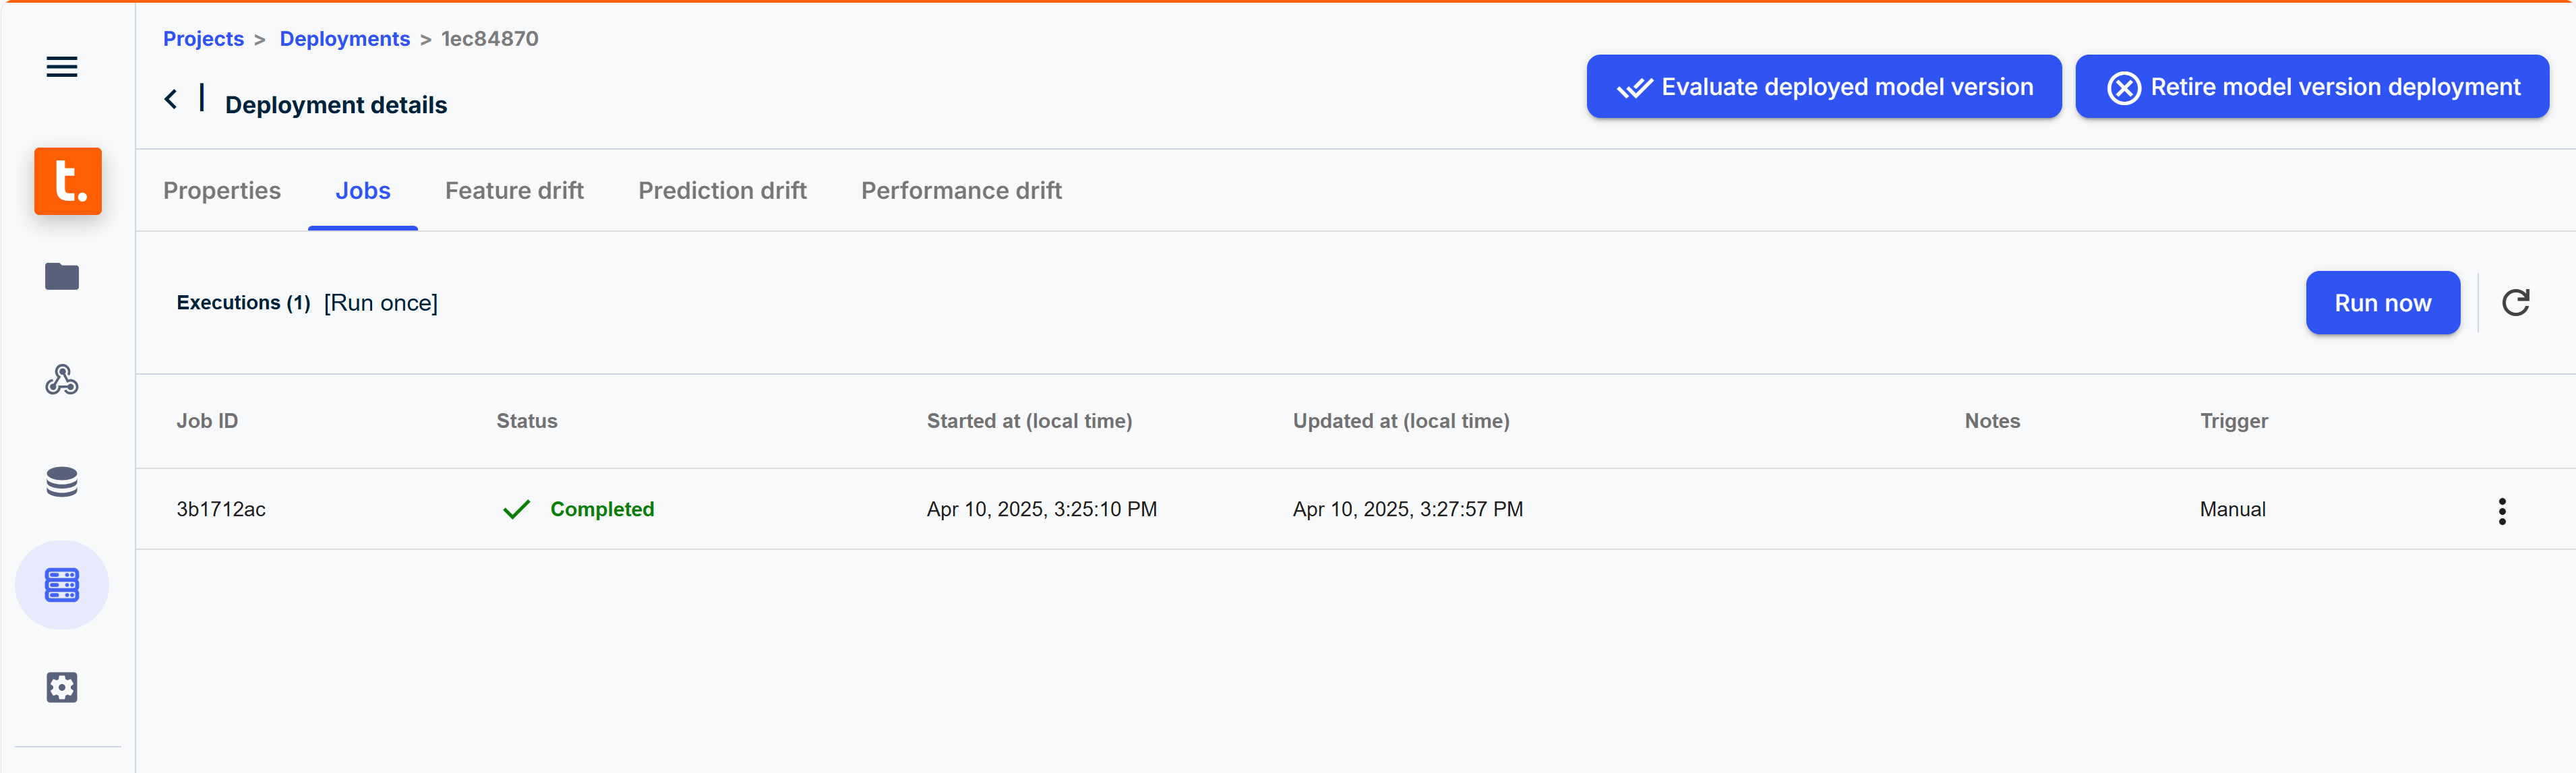 Projects > Deployments > 1ec84870
Deployment details
Evaluate deployed model version
Retire model version deployment
t.
Properties
Jobs
Feature drift
Prediction drift
Performance drift
Executions (1) [Run once]
Run now
Job ID
Status
Started at (local time)
Updated at (local time)
Notes
Trigger
3b1712ac
Completed
Apr 10, 2025, 3:25:10 PM
Apr 10, 2025, 3:27:57 PM
Manual